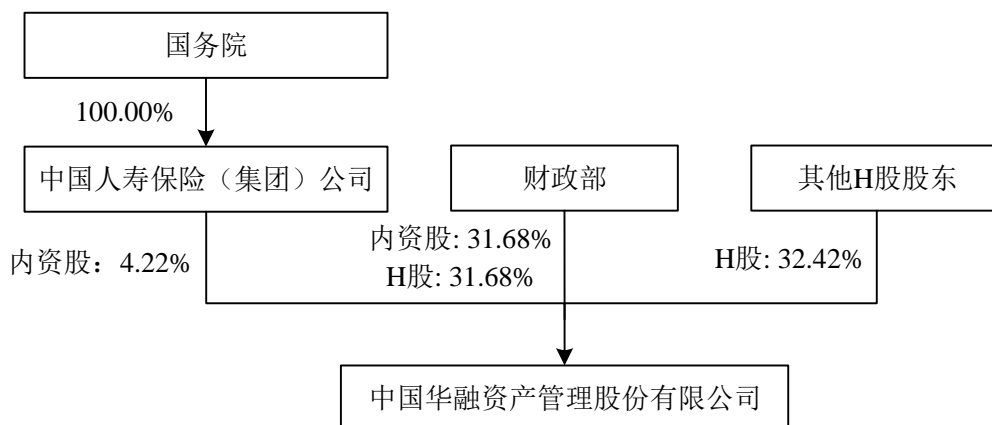 国务院
100.00%
中国人寿保险（集团）公司
财政部
其他H股股东
内资股：4.22%
内资股: 31.68%
H股: 31.68%
H股: 32.42%
中国华融资产管理股份有限公司